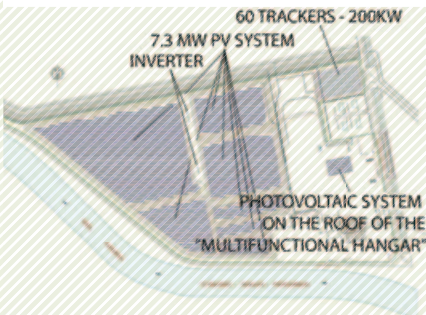 60 TRACKERS - 200KW
7.3 MW PV SYSTEM
INVERTER
PHOTOVOLTAIC SYSTEM
ON THE ROOF OF THE
"MULTIFUNCTIONAL HANGAR"